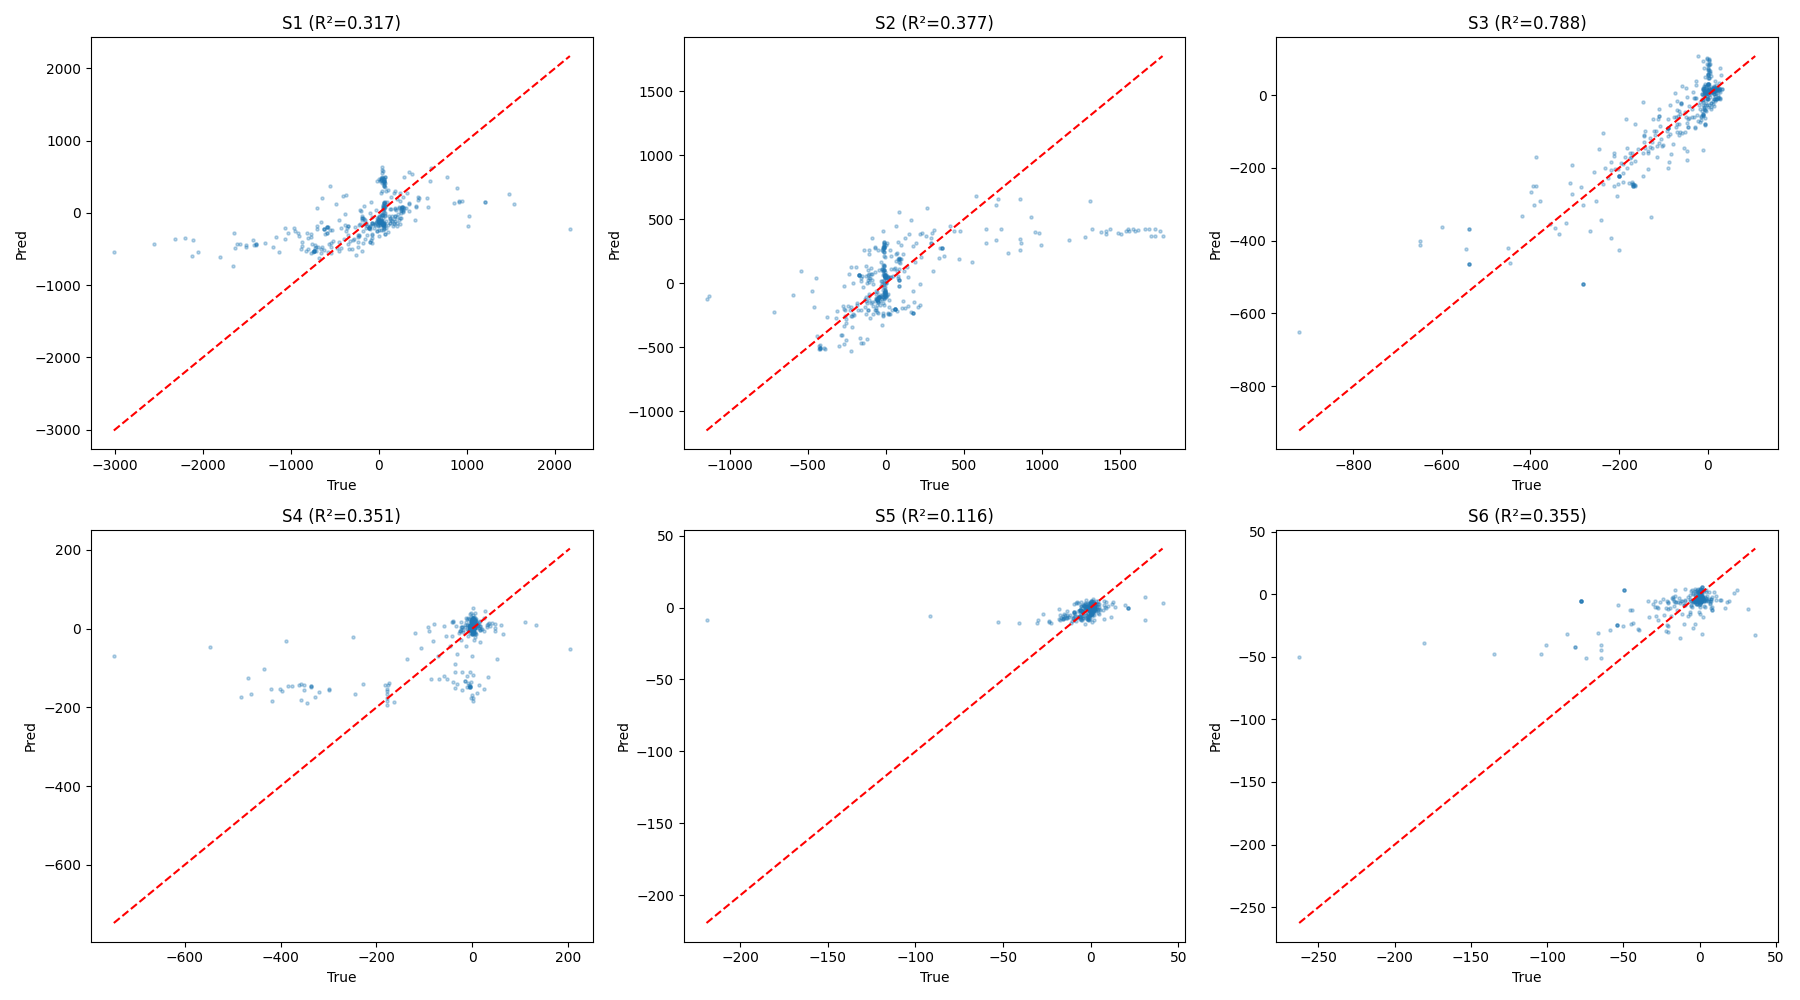 S1 (R²=0.317)
S2 (R²=0.377)
S3 (R²=0.788)
2000
1000
0
−1000
−2000
−3000
Pred
−3000 −2000 −1000 0 1000 2000
True
1500
1000
500
0
−500
−1000
Pred
−1000 −500 0 500 1000 1500
True
0
−200
−400
−600
−800
Pred
−800 −600 −400 −200 0
True
S4 (R²=0.351)
S5 (R²=0.116)
S6 (R²=0.355)
200
0
−200
−400
−600
Pred
−600 −400 −200 0 200
True
50
0
−50
−100
−150
−200
Pred
−200 −150 −100 −50 0 50
True
50
0
−50
−100
−150
−200
−250
Pred
−250 −200 −150 −100 −50 0 50
True